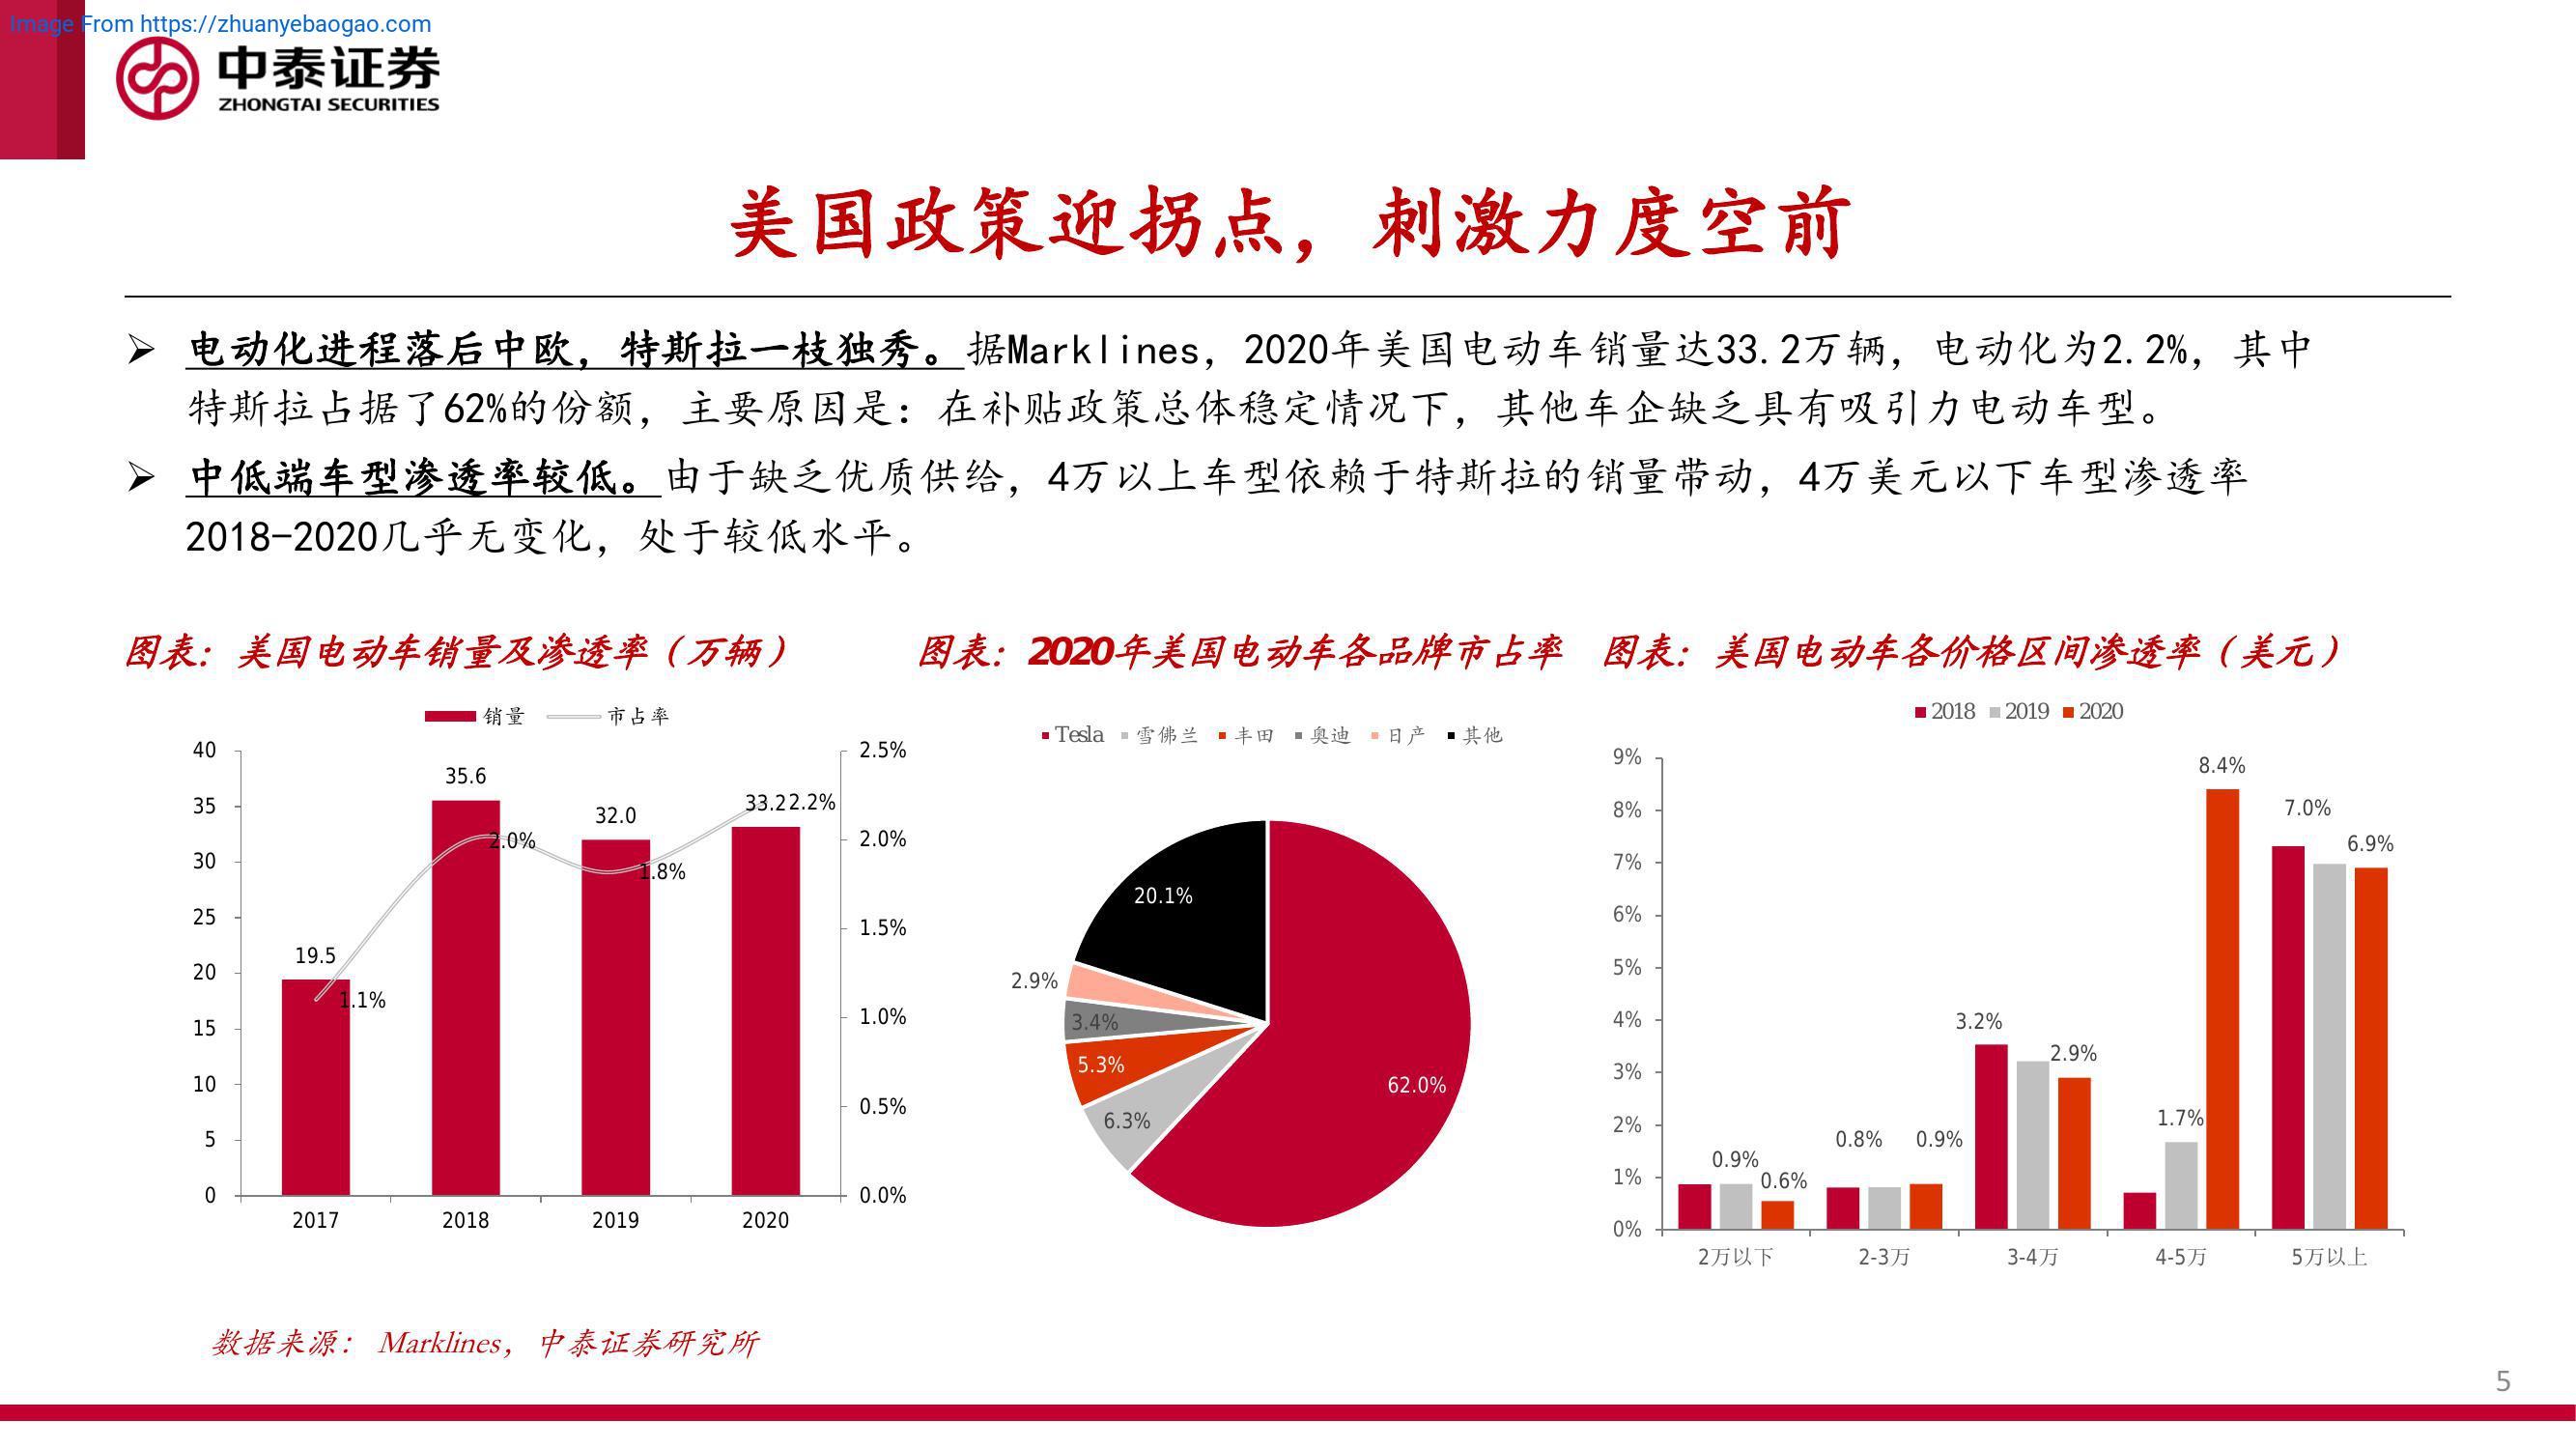 Image From https://zhuanyebaogao.com
中泰证券
ZHONGTAI SECURITIES
美国政策迎拐点，刺激力度空前
➢ 电动化进程落后中欧，特斯拉一枝独秀。据Marklines，2020年美国电动车销量达33.2万辆，电动化为2.2%，其中
特斯拉占据了62%的份额，主要原因是：在补贴政策总体稳定情况下，其他车企缺乏具有吸引力电动车型。
➢ 中低端车型渗透率较低。由于缺乏优质供给，4万以上车型依赖于特斯拉的销量带动，4万美元以下车型渗透率
2018-2020几乎无变化，处于较低水平。
图表：美国电动车销量及渗透率（万辆）
销量 市占率
40
35
30
25
20
15
10
5
0
2.5%
2.0%
1.5%
1.0%
0.5%
0.0%
19.5
35.6
32.0
33.2
1.1%
2.0%
1.8%
2.2%
2017 2018 2019 2020
图表：2020年美国电动车各品牌市占率
Tesla 雪佛兰 丰田 奥迪 日产 其他
62.0%
6.3%
5.3%
3.4%
2.9%
20.1%
图表：美国电动车各价格区间渗透率（美元）
2018 2019 2020
9%
8%
7%
6%
5%
4%
3%
2%
1%
0%
0.9%
0.6%
0.8%
0.9%
3.2%
2.9%
1.7%
8.4%
7.0%
6.9%
2万以下 2-3万 3-4万 4-5万 5万以上
数据来源： Marklines，中泰证券研究所
5